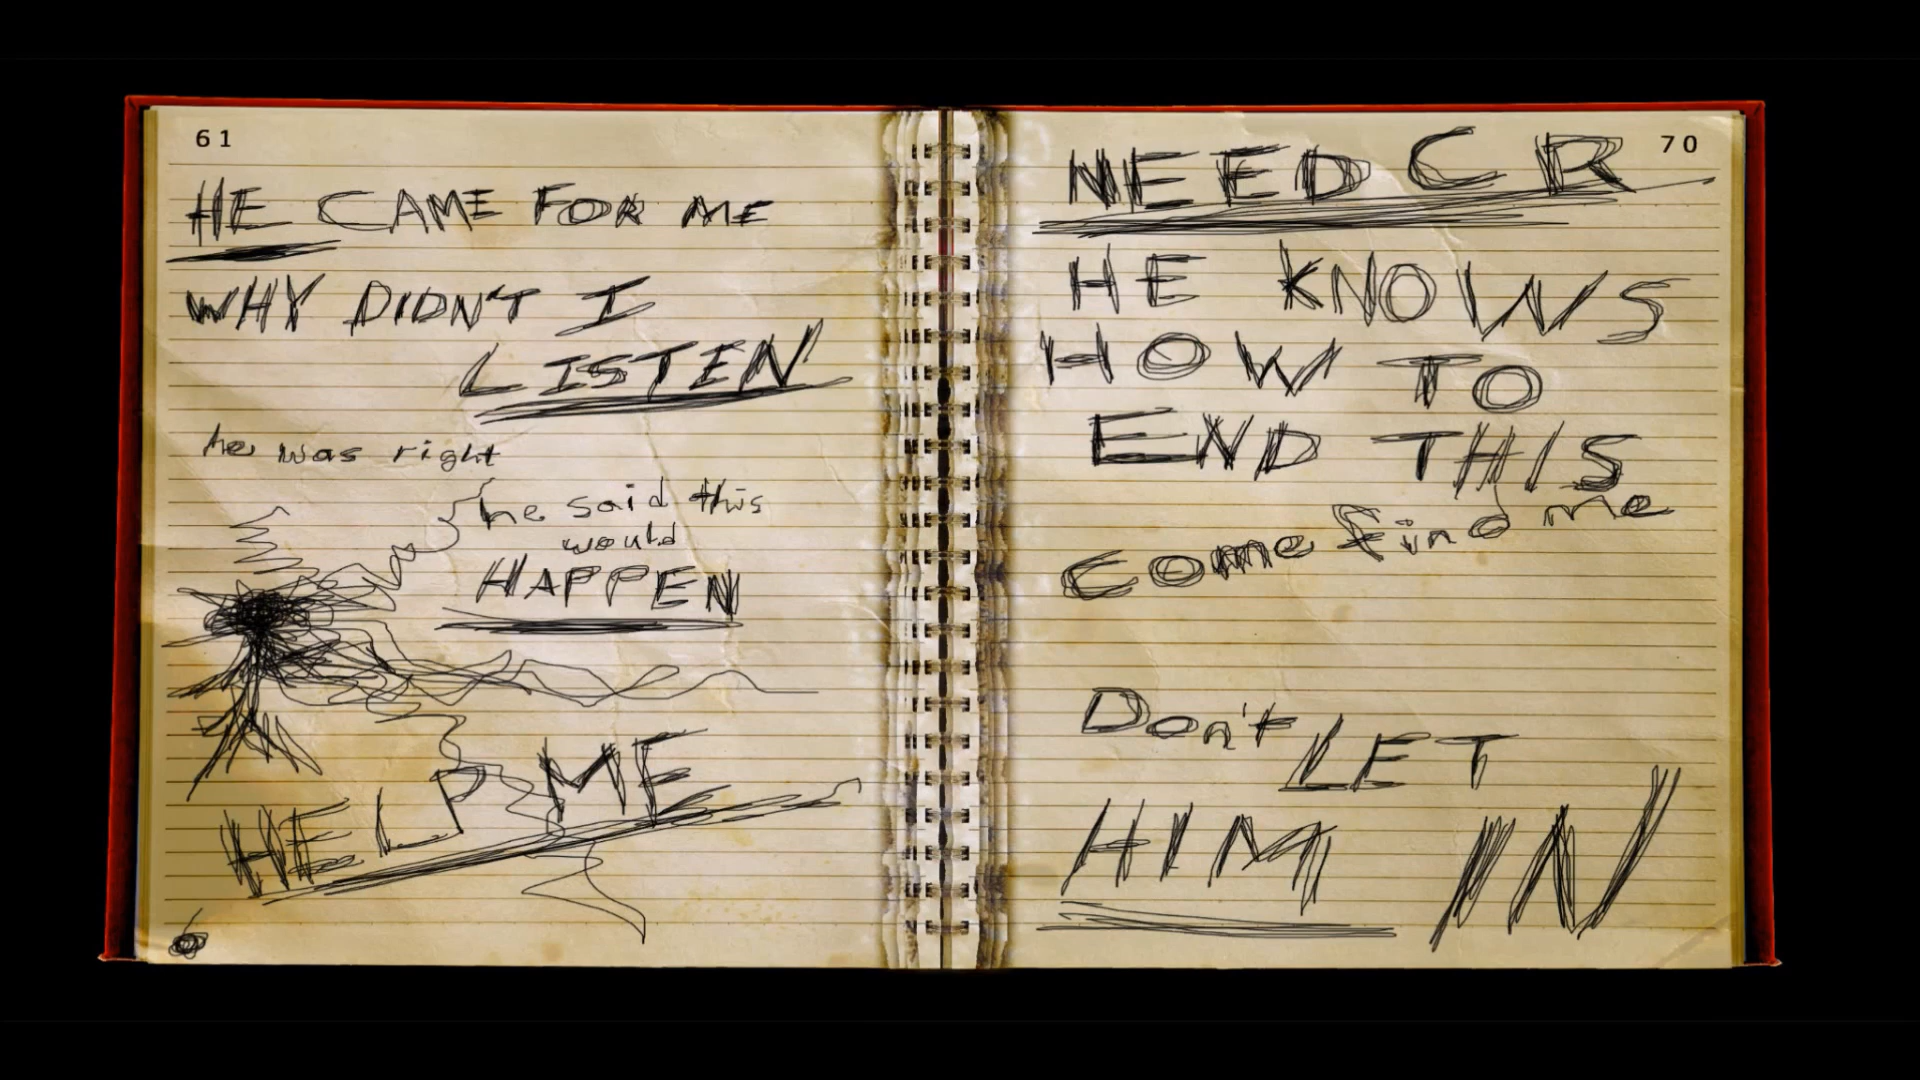 61
HE CAME FOR ME
WHY DIDN'T I
LISTEN
he was right
he said this
would
HAPPEN
HELP ME
70
NEED CR
HE KNOWS
HOW TO
END THIS
come find me
Don't LET
HIM IN